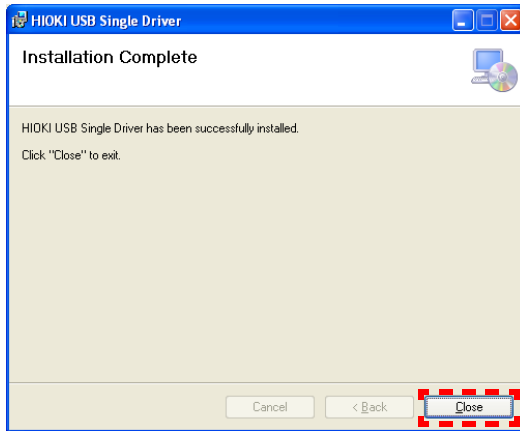 HIOKI USB Single Driver
Installation Complete
HIOKI USB Single Driver has been successfully installed.
Click "Close" to exit.
Cancel
< Back
Close